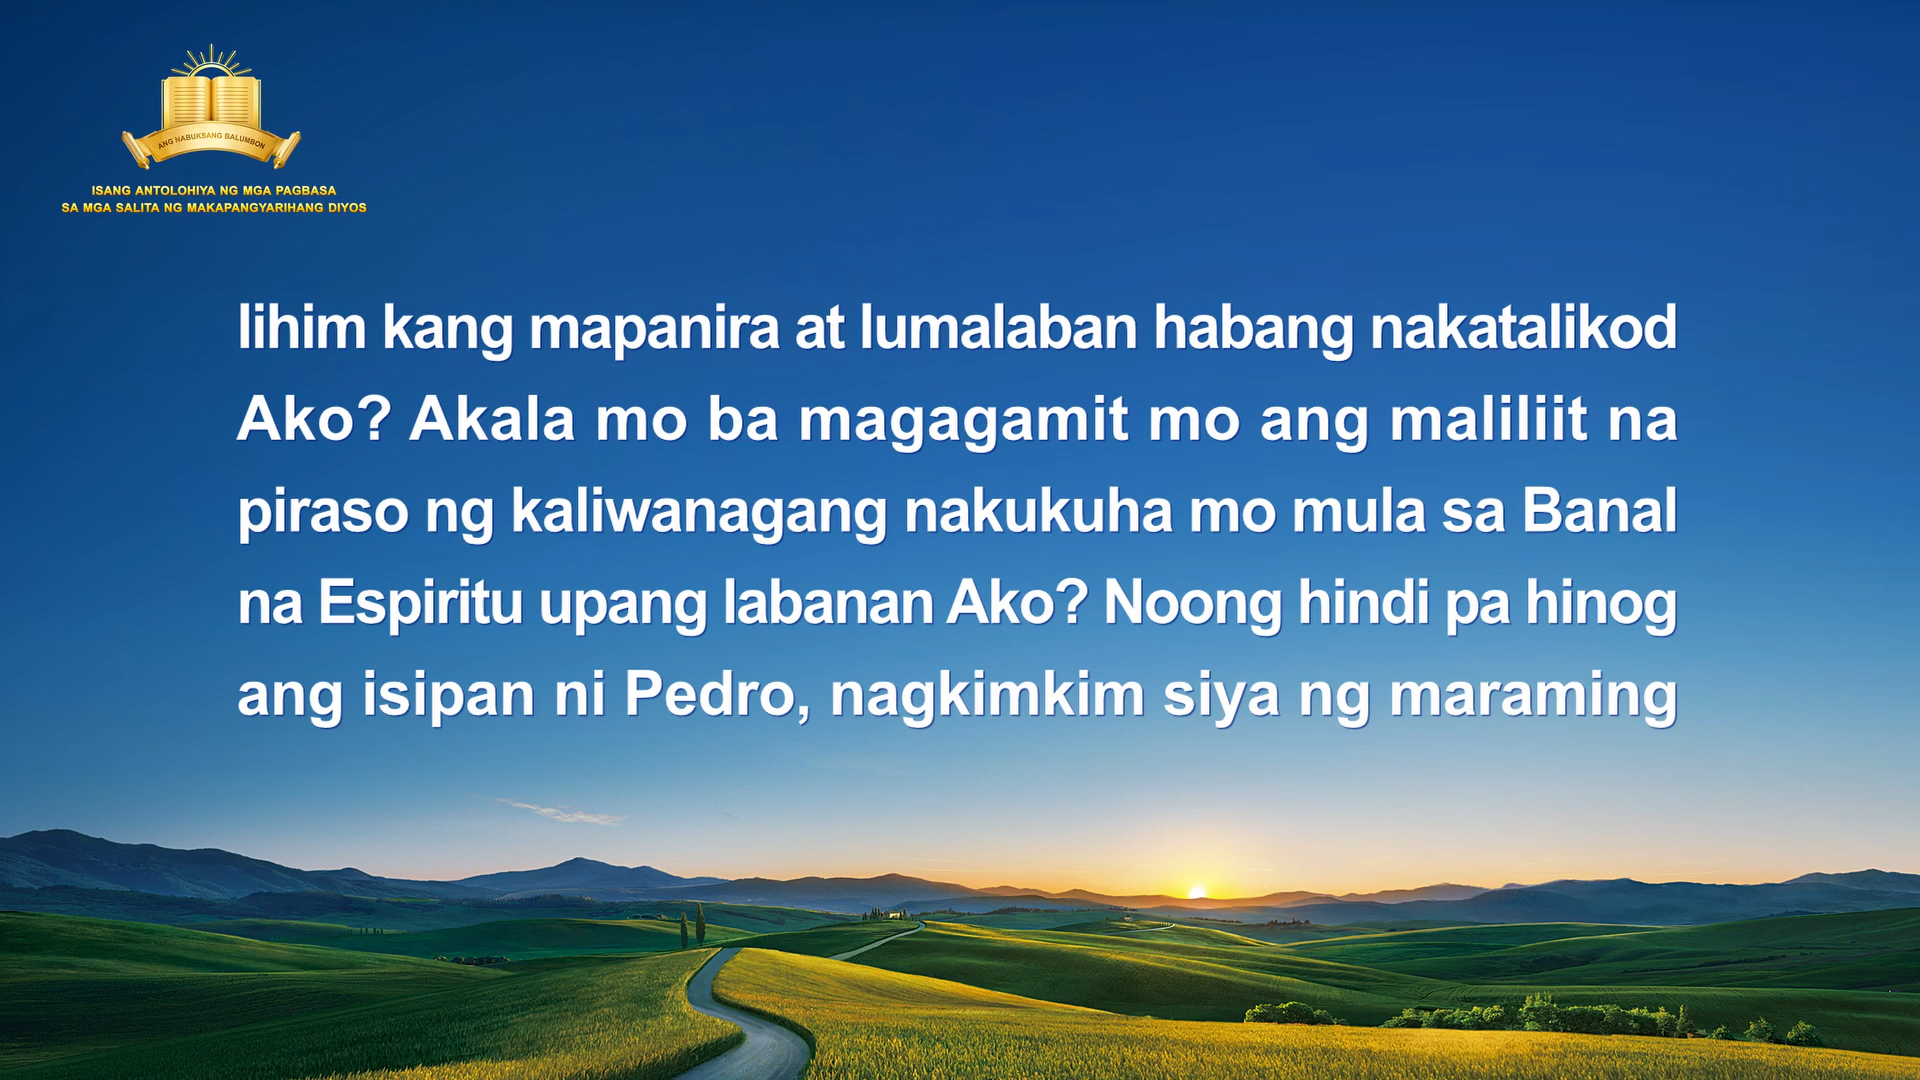 ANG NABUKSANG BALUMBON
ISANG ANTOLOHIYA NG MGA PAGBASA
SA MGA SALITA NG MAKAPANGYARIHANG DIYOS
lihim kang mapanira at lumalaban habang nakatalikod
Ako? Akala mo ba magagamit mo ang maliliit na
piraso ng kaliwanagang nakukuha mo mula sa Banal
na Espiritu upang labanan Ako? Noong hindi pa hinog
ang isipan ni Pedro, nagkimkim siya ng maraming